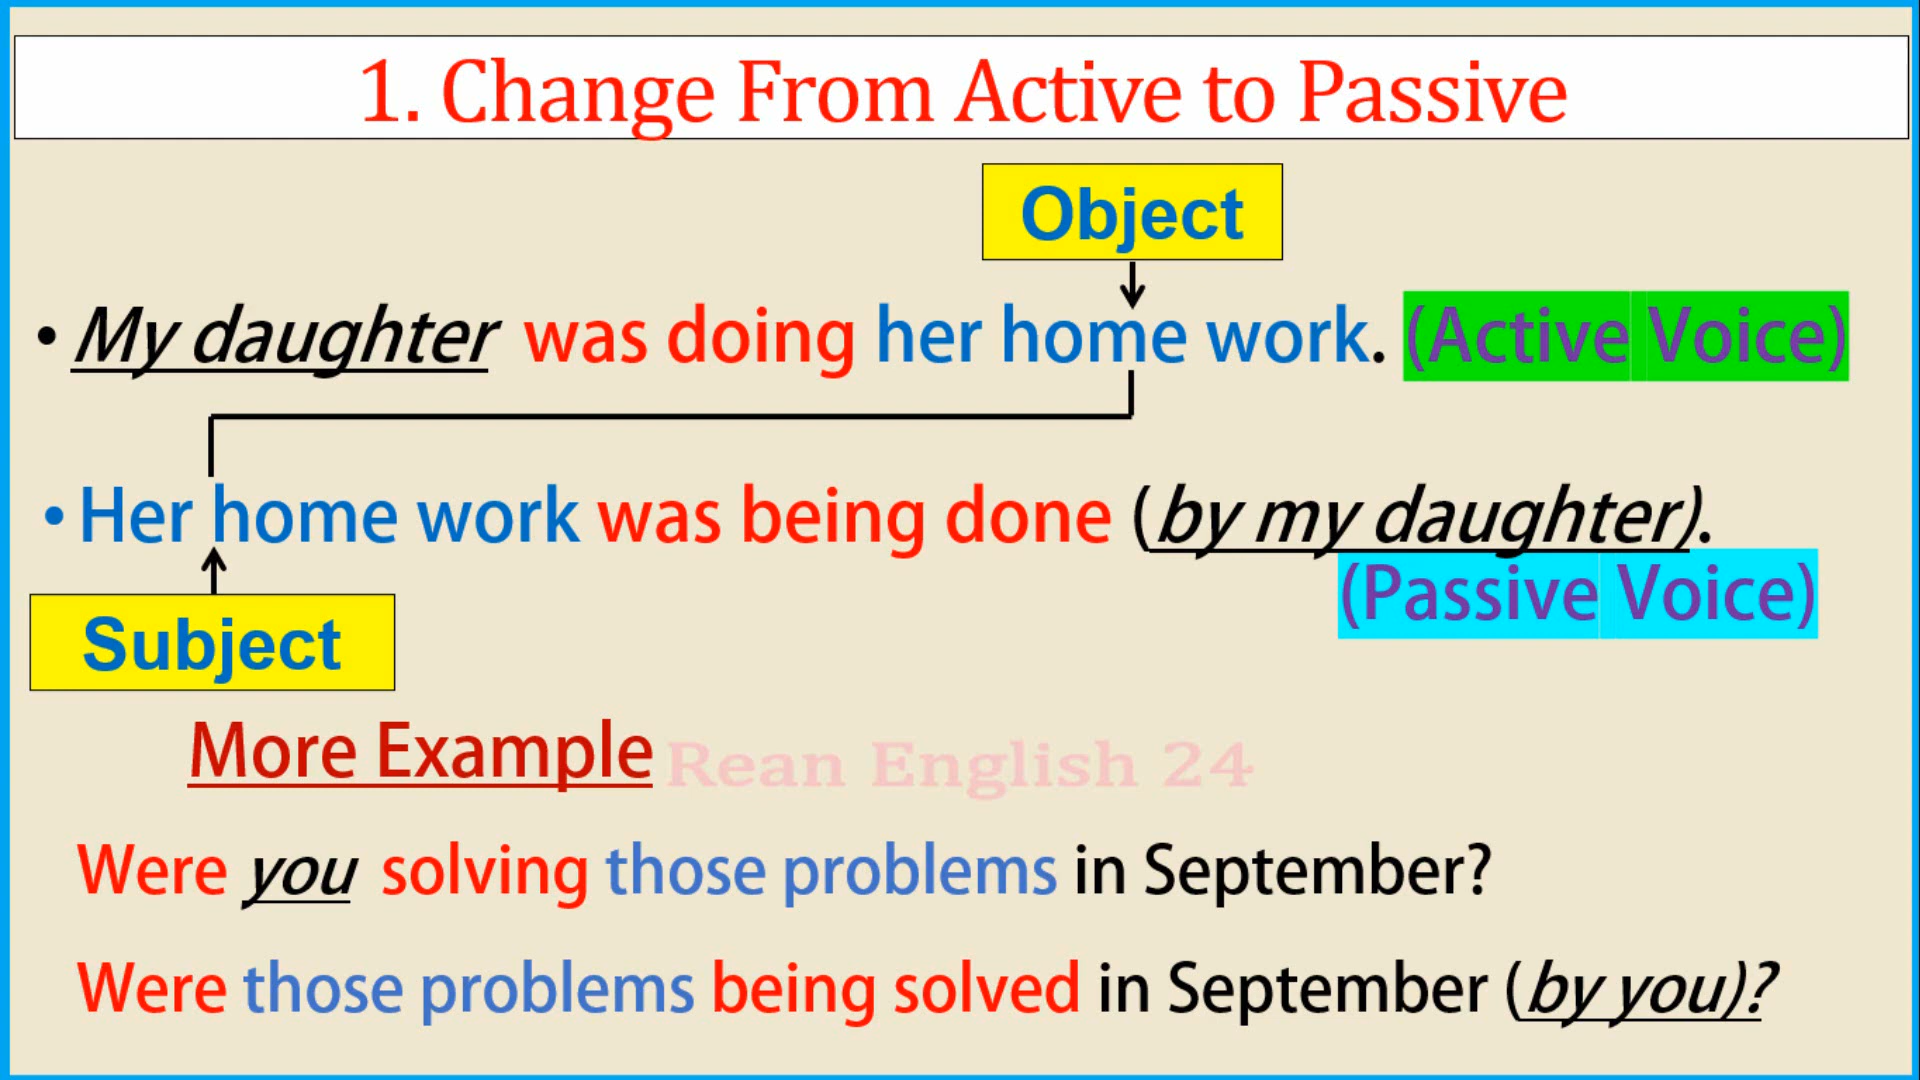 1. Change From Active to Passive
Object
• My daughter was doing her home work. (Active Voice)
• Her home work was being done (by my daughter).
(Passive Voice)
Subject
More Example
Rean English 24
Were you solving those problems in September?
Were those problems being solved in September (by you)?